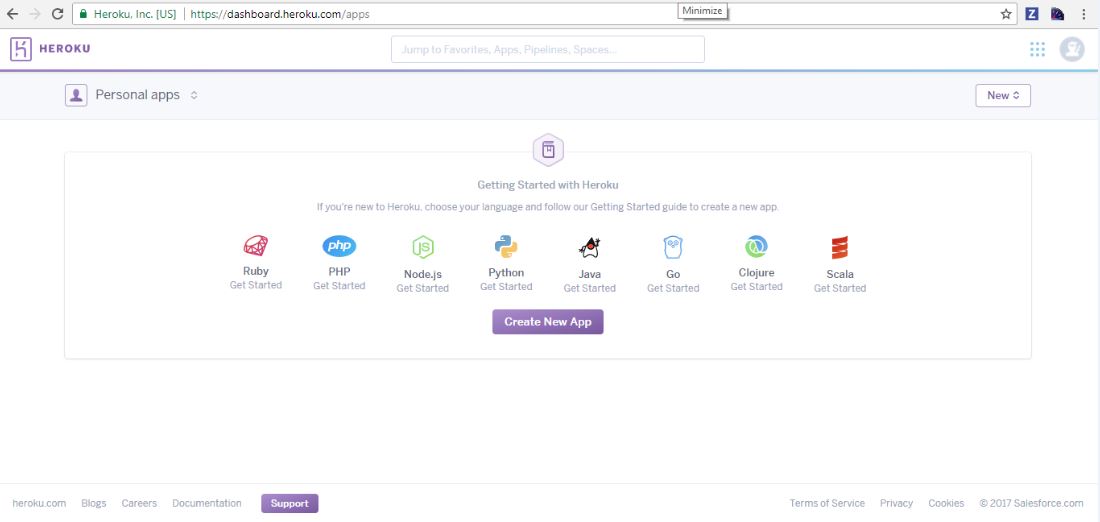 Heroku, Inc. [US] https://dashboard.heroku.com/apps
Minimize
Z
HEROKU
Jump to Favorites, Apps, Pipelines, Spaces...
Personal apps
New
Getting Started with Heroku
If you're new to Heroku, choose your language and follow our Getting Started guide to create a new app.
php
JS
Ruby PHP Node.js Python Java Go Clojure Scala
Get Started Get Started Get Started Get Started Get Started Get Started Get Started Get Started
Create New App
heroku.com Blogs Careers Documentation Support Terms of Service Privacy Cookies © 2017 Salesforce.com